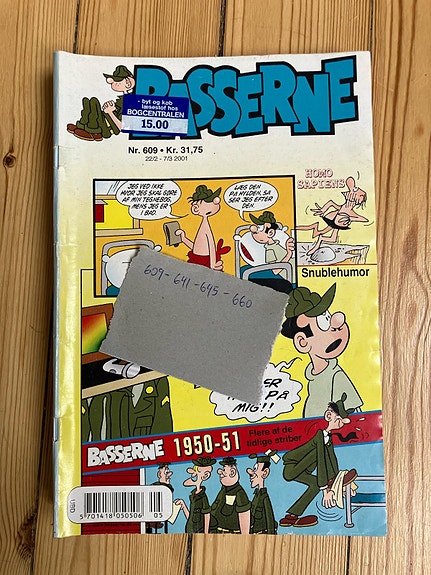 BASSERNE
- byt og køb
læsestof hos
BOGCENTRALEN
15.00
Nr. 609 • Kr. 31,75
22/2 - 7/3 2001
JEG VED IKKE
HVOR JEG SKAL GØRE
AF MIN TEGNEBOG,
MENS JEG ER
I BAD.
LÆG DEN
PÅ HYLDEN, SÅ
SER JEG EFTER
DEN.
HOMO
SAPIENS
Snublehumor
609 - 641 - 645 - 660
ER
PÅ
MIG!!
BASSERNE 1950-51
Flere af de
tidlige striber
5 701418 050506 05